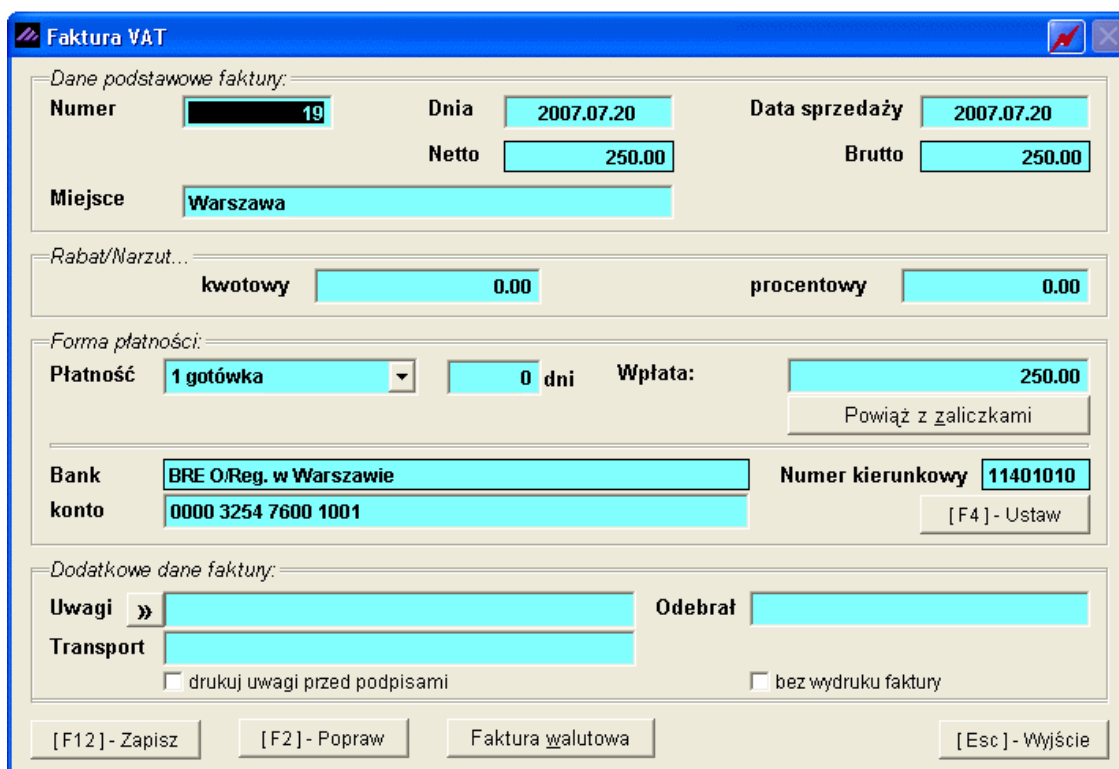 Faktura VAT
Dane podstawowe faktury:
Numer 19 Dnia 2007.07.20 Data sprzedaży 2007.07.20
Netto 250.00 Brutto 250.00
Miejsce Warszawa
Rabat/Narzut...
kwotowy 0.00 procentowy 0.00
Forma płatności:
Płatność 1 gotówka 0 dni Wpłata: 250.00
Powiąż z zaliczkami
Bank BRE O/Reg. w Warszawie Numer kierunkowy 11401010
konto 0000 3254 7600 1001 [F4] - Ustaw
Dodatkowe dane faktury:
Uwagi » Odebrał
Transport
drukuj uwagi przed podpisami bez wydruku faktury
[F12] - Zapisz [F2] - Popraw Faktura walutowa [Esc] - Wyjście